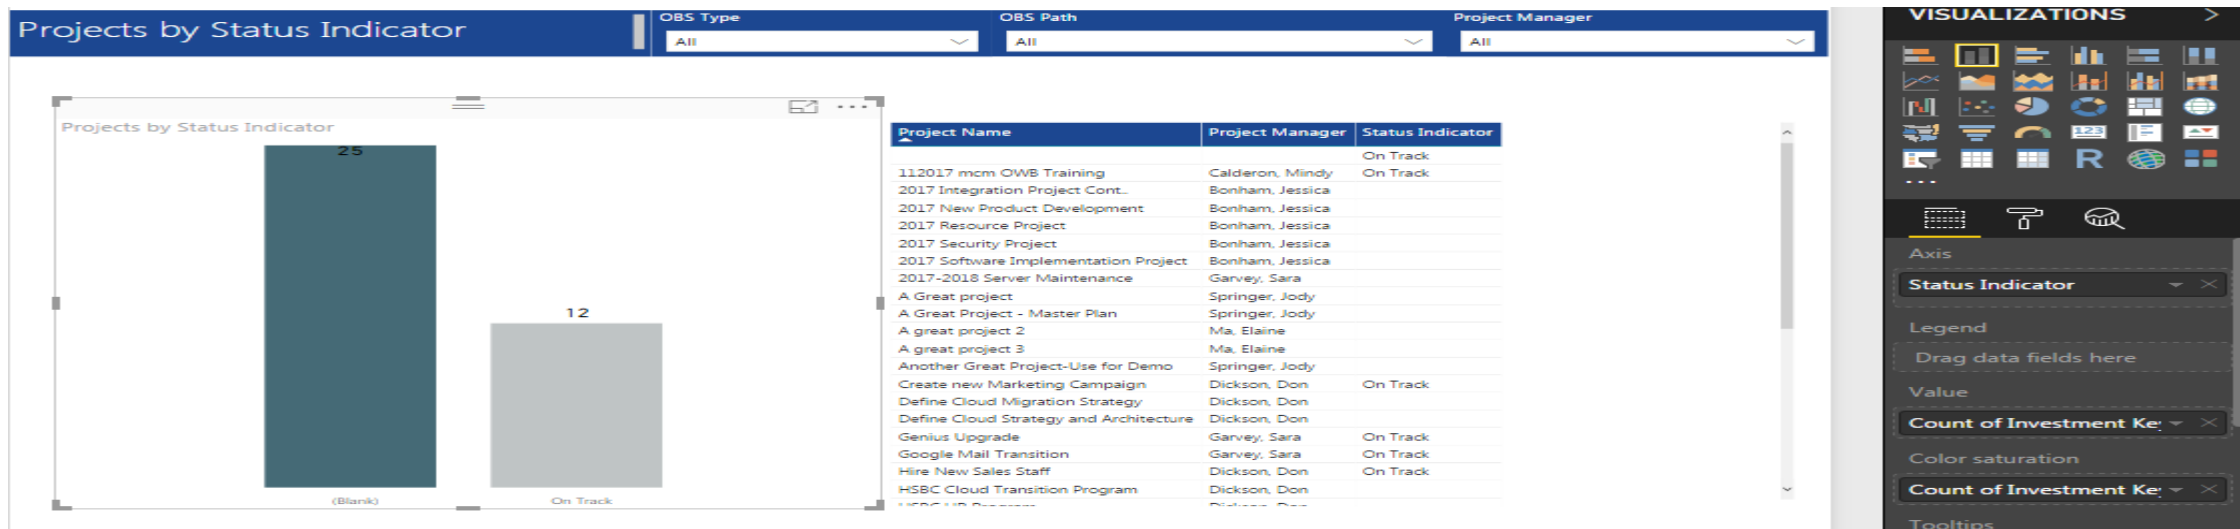 Projects by Status Indicator
OBS Type
All
OBS Path
All
Project Manager
All
Projects by Status Indicator
25
12
(Blank)
On Track
Project Name Project Manager Status Indicator
On Track
112017 mcm OWB Training Calderon, Mindy On Track
2017 Integration Project Cont... Bonham, Jessica
2017 New Product Development Bonham, Jessica
2017 Resource Project Bonham, Jessica
2017 Security Project Bonham, Jessica
2017 Software Implementation Project Bonham, Jessica
2017-2018 Server Maintenance Garvey, Sara
A Great project Springer, Jody
A Great Project - Master Plan Springer, Jody
A great project 2 Ma, Elaine
A great project 3 Ma, Elaine
Another Great Project-Use for Demo Springer, Jody
Create new Marketing Campaign Dickson, Don On Track
Define Cloud Migration Strategy Dickson, Don
Define Cloud Strategy and Architecture Dickson, Don
Genius Upgrade Garvey, Sara On Track
Google Mail Transition Garvey, Sara On Track
Hire New Sales Staff Dickson, Don On Track
HSBC Cloud Transition Program Dickson, Don
VISUALIZATIONS
123
R
Axis
Status Indicator
Legend
Drag data fields here
Value
Count of Investment Ke
Color saturation
Count of Investment Ke
Tooltips